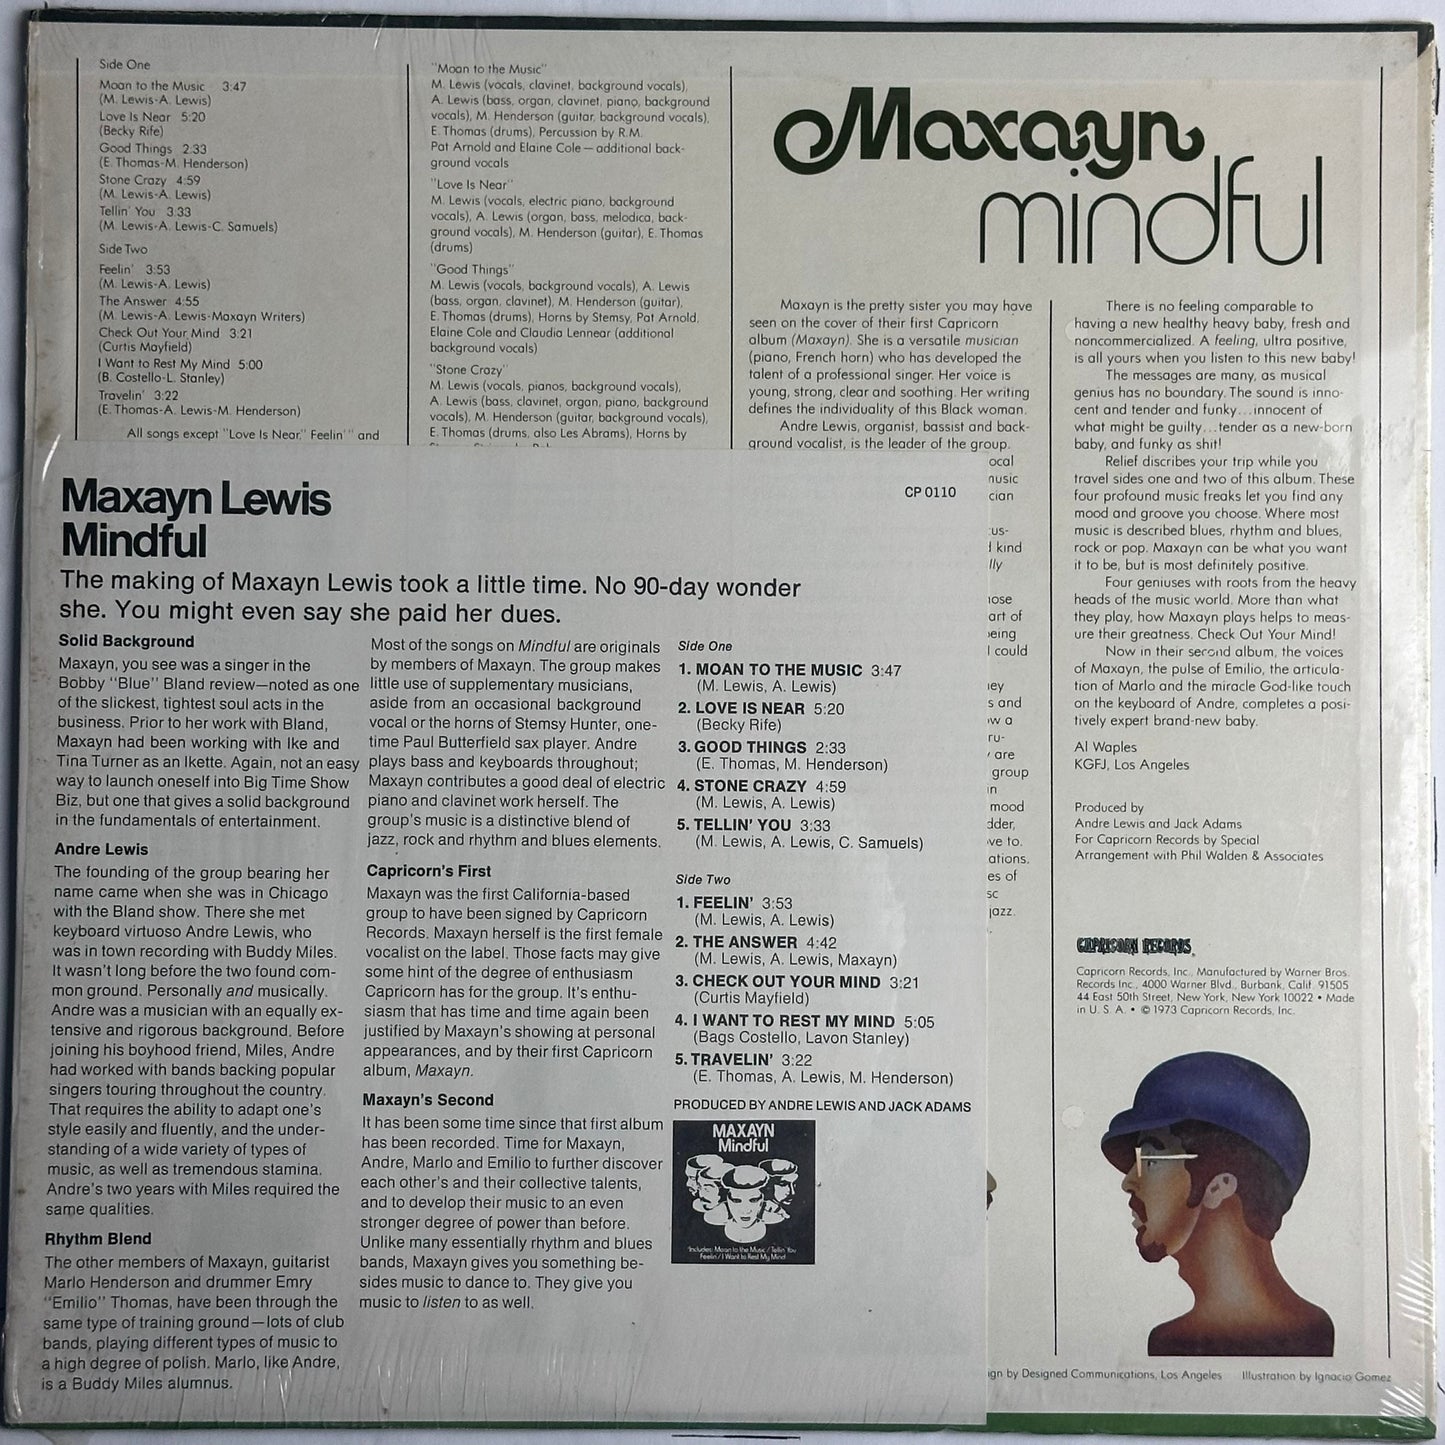 Side One
Moan to the Music 3:47
(M. Lewis-A. Lewis)
Love Is Near 5:20
(Becky Rife)
Good Things 2:33
(E. Thomas-M. Henderson)
Stone Crazy 4:59
(M. Lewis-A. Lewis)
Tellin' You 3:33
(M. Lewis-A. Lewis-C. Samuels)
Side Two
Feelin' 3:53
(M. Lewis-A. Lewis)
The Answer 4:55
(M. Lewis-A. Lewis-Maxayn Writers)
Check Out Your Mind 3:21
(Curtis Mayfield)
I Want to Rest My Mind 5:00
(B. Costello-L. Stanley)
Travelin' 3:22
(E. Thomas-A. Lewis-M. Henderson)
All songs except "Love Is Near," Feelin'" and
"Moan to the Music"
M. Lewis (vocals, clavinet, background vocals),
A. Lewis (bass, organ, clavinet, piano, background
vocals), M. Henderson (guitar, background vocals),
E. Thomas (drums), Percussion by R.M.
Pat Arnold and Elaine Cole—additional back-
ground vocals
"Love Is Near"
M. Lewis (vocals, electric piano, background
vocals), A. Lewis (organ, bass, melodica, back-
ground vocals), M. Henderson (guitar), E. Thomas
(drums)
"Good Things"
M. Lewis (vocals, background vocals), A. Lewis
(bass, organ, clavinet), M. Henderson (guitar),
E. Thomas (drums), Horns by Stemsy, Pat Arnold,
Elaine Cole and Claudia Lennear (additional
background vocals)
"Stone Crazy"
M. Lewis (vocals, pianos, background vocals),
A. Lewis (bass, clavinet, organ, piano, background
vocals), M. Henderson (guitar, background vocals),
E. Thomas (drums, also Les Abrams), Horns by
Maxayn
mindful
Maxayn is the pretty sister you may have
seen on the cover of their first Capricorn
album (Maxayn). She is a versatile musician
(piano, French horn) who has developed the
talent of a professional singer. Her voice is
young, strong, clear and soothing. Her writing
defines the individuality of this Black woman.
Andre Lewis, organist, bassist and back-
ground vocalist, is the leader of the group.
There is no feeling comparable to
having a new healthy heavy baby, fresh and
noncommercialized. A feeling, ultra positive,
is all yours when you listen to this new baby!
The messages are many, as musical
genius has no boundary. The sound is inno-
cent and tender and funky...innocent of
what might be guilty...tender as a new-born
baby, and funky as shit!
Relief discribes your trip while you
travel sides one and two of this album. These
four profound music freaks let you find any
mood and groove you choose. Where most
music is described blues, rhythm and blues,
rock or pop. Maxayn can be what you want
it to be, but is most definitely positive.
Four geniuses with roots from the heavy
heads of the music world. More than what
they play, how Maxayn plays helps to meas-
ure their greatness. Check Out Your Mind!
Now in their second album, the voices
of Maxayn, the pulse of Emilio, the articula-
tion of Marlo and the miracle God-like touch
on the keyboard of Andre, completes a posi-
tively expert brand-new baby.
Al Waples
KGFJ, Los Angeles
Produced by
Andre Lewis and Jack Adams
For Capricorn Records by Special
Arrangement with Phil Walden & Associates
CAPRICORN RECORDS.
Capricorn Records, Inc., Manufactured by Warner Bros.
Records Inc., 4000 Warner Blvd., Burbank, Calif. 91505
44 East 50th Street, New York, New York 10022 • Made
in U. S. A. • © 1973 Capricorn Records, Inc.
ign by Designed Communications, Los Angeles Illustration by Ignacio Gomez
CP 0110
Maxayn Lewis
Mindful
The making of Maxayn Lewis took a little time. No 90-day wonder
she. You might even say she paid her dues.
Solid Background
Maxayn, you see was a singer in the
Bobby "Blue" Bland review—noted as one
of the slickest, tightest soul acts in the
business. Prior to her work with Bland,
Maxayn had been working with Ike and
Tina Turner as an Ikette. Again, not an easy
way to launch oneself into Big Time Show
Biz, but one that gives a solid background
in the fundamentals of entertainment.
Andre Lewis
The founding of the group bearing her
name came when she was in Chicago
with the Bland show. There she met
keyboard virtuoso Andre Lewis, who
was in town recording with Buddy Miles.
It wasn't long before the two found com-
mon ground. Personally and musically.
Andre was a musician with an equally ex-
tensive and rigorous background. Before
joining his boyhood friend, Miles, Andre
had worked with bands backing popular
singers touring throughout the country.
That requires the ability to adapt one's
style easily and fluently, and the under-
standing of a wide variety of types of
music, as well as tremendous stamina.
Andre's two years with Miles required the
same qualities.
Rhythm Blend
The other members of Maxayn, guitarist
Marlo Henderson and drummer Emry
"Emilio" Thomas, have been through the
same type of training ground—lots of club
bands, playing different types of music to
a high degree of polish. Marlo, like Andre,
is a Buddy Miles alumnus.
Most of the songs on Mindful are originals
by members of Maxayn. The group makes
little use of supplementary musicians,
aside from an occasional background
vocal or the horns of Stemsy Hunter, one-
time Paul Butterfield sax player. Andre
plays bass and keyboards throughout;
Maxayn contributes a good deal of electric
piano and clavinet work herself. The
group's music is a distinctive blend of
jazz, rock and rhythm and blues elements.
Capricorn's First
Maxayn was the first California-based
group to have been signed by Capricorn
Records. Maxayn herself is the first female
vocalist on the label. Those facts may give
some hint of the degree of enthusiasm
Capricorn has for the group. It's enthu-
siasm that has time and time again been
justified by Maxayn's showing at personal
appearances, and by their first Capricorn
album, Maxayn.
Maxayn's Second
It has been some time since that first album
has been recorded. Time for Maxayn,
Andre, Marlo and Emilio to further discover
each other's and their collective talents,
and to develop their music to an even
stronger degree of power than before.
Unlike many essentially rhythm and blues
bands, Maxayn gives you something be-
sides music to dance to. They give you
music to listen to as well.
Side One
1. MOAN TO THE MUSIC 3:47
(M. Lewis, A. Lewis)
2. LOVE IS NEAR 5:20
(Becky Rife)
3. GOOD THINGS 2:33
(E. Thomas, M. Henderson)
4. STONE CRAZY 4:59
(M. Lewis, A. Lewis)
5. TELLIN' YOU 3:33
(M. Lewis, A. Lewis, C. Samuels)
Side Two
1. FEELIN' 3:53
(M. Lewis, A. Lewis)
2. THE ANSWER 4:42
(M. Lewis, A. Lewis, Maxayn)
3. CHECK OUT YOUR MIND 3:21
(Curtis Mayfield)
4. I WANT TO REST MY MIND 5:05
(Bags Costello, Lavon Stanley)
5. TRAVELIN' 3:22
(E. Thomas, A. Lewis, M. Henderson)
PRODUCED BY ANDRE LEWIS AND JACK ADAMS
MAXAYN
Mindful
Includes: Moan to the Music / Tellin' You
Feelin' / I Want to Rest My Mind